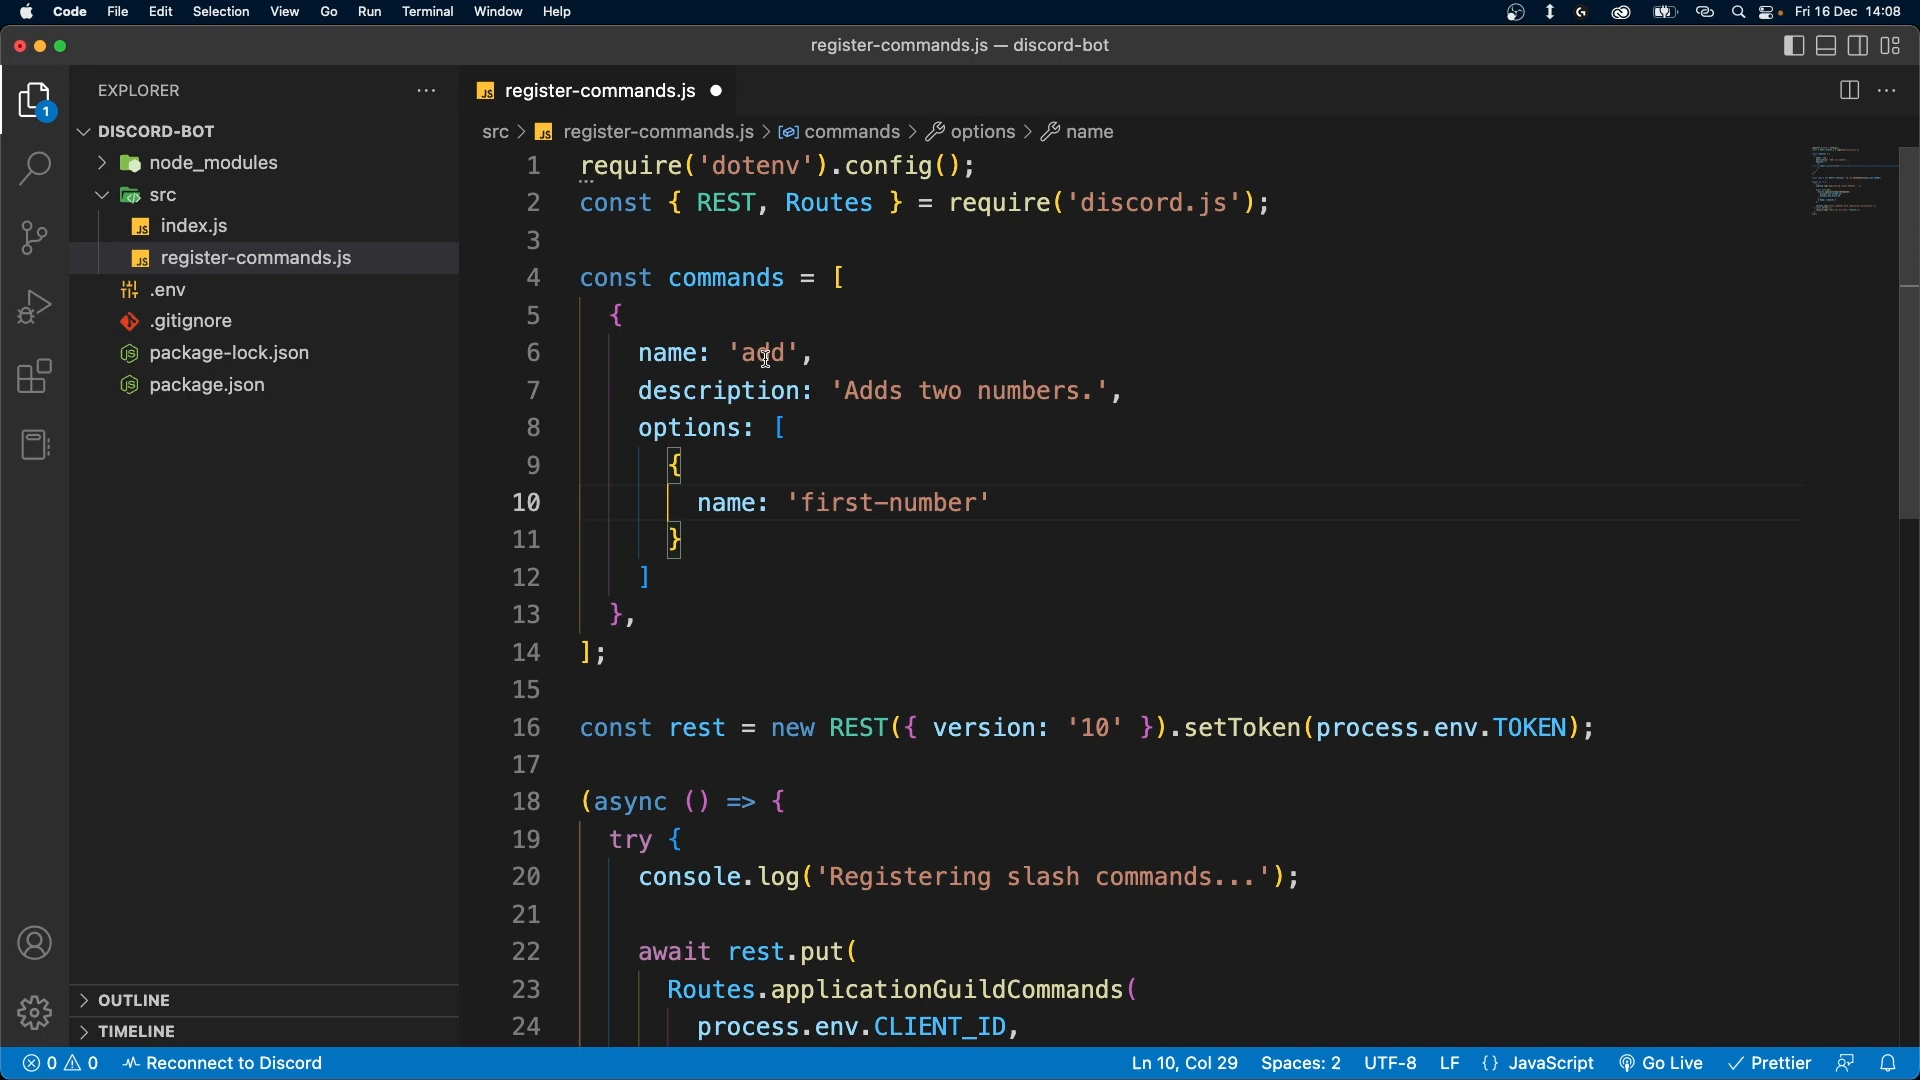 Code File Edit Selection View Go Run Terminal Window Help Fri 16 Dec 14:08
register-commands.js — discord-bot
EXPLORER
1
DISCORD-BOT
node_modules
src
index.js
register-commands.js
.env
.gitignore
package-lock.json
package.json
OUTLINE
TIMELINE
register-commands.js
src > register-commands.js > commands > options > name
1 require('dotenv').config();
2 const { REST, Routes } = require('discord.js');
3
4 const commands = [
5 {
6 name: 'add',
7 description: 'Adds two numbers.',
8 options: [
9 {
10 name: 'first-number'
11 }
12 ]
13 },
14 ];
15
16 const rest = new REST({ version: '10' }).setToken(process.env.TOKEN);
17
18 (async () => {
19 try {
20 console.log('Registering slash commands...');
21
22 await rest.put(
23 Routes.applicationGuildCommands(
24 process.env.CLIENT_ID,
0 0 Reconnect to Discord Ln 10, Col 29 Spaces: 2 UTF-8 LF {} JavaScript Go Live Prettier